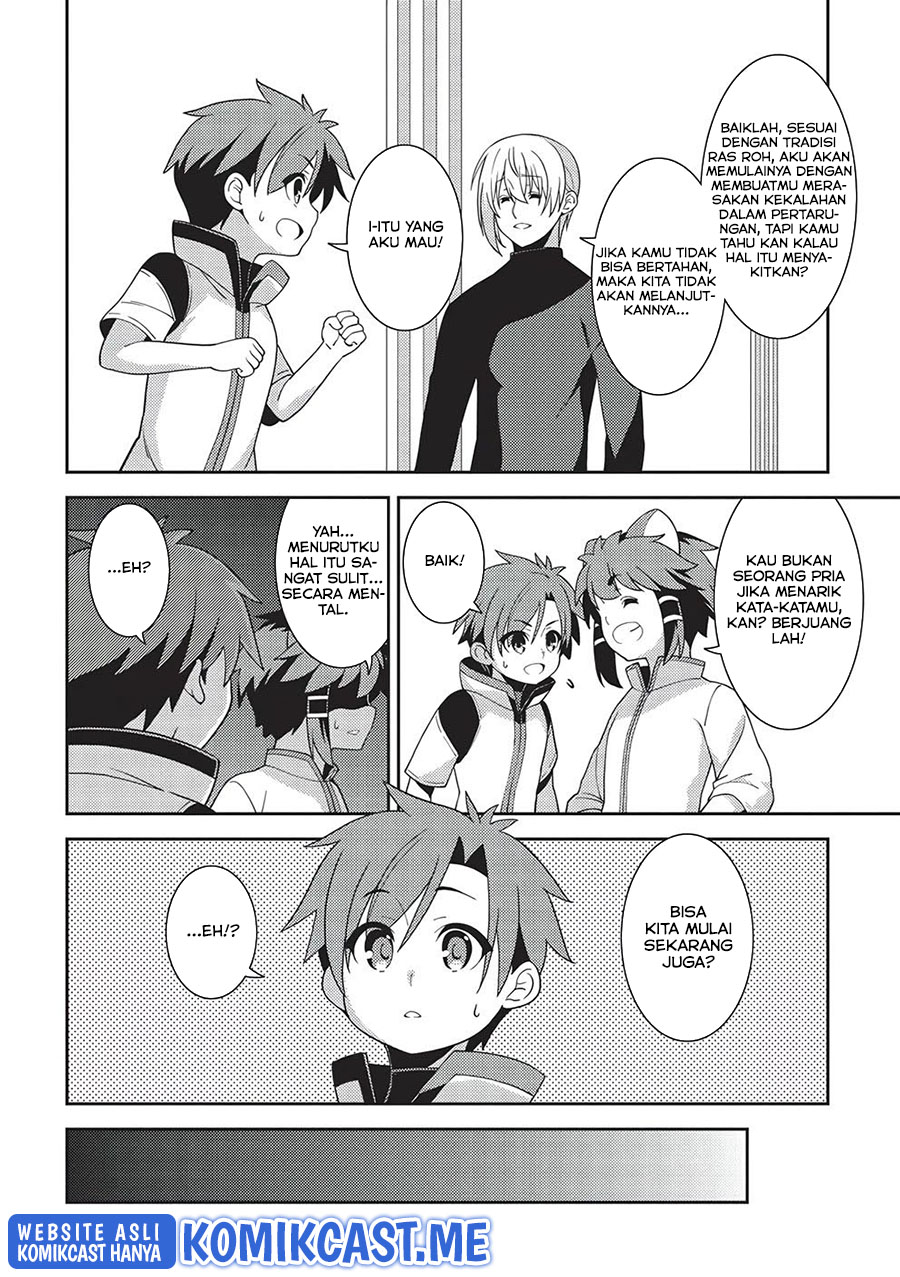 BAIKLAH, SESUAI
DENGAN TRADISI
RAS ROH, AKU AKAN
MEMULAINYA DENGAN
MEMBUATMU MERA-
SAKAN KEKALAHAN
DALAM PERTARU-
NGAN, TAPI KAMU
TAHU KAN KALAU
HAL ITU MENYA-
KITKAN?
JIKA KAMU TIDAK
BISA BERTAHAN,
MAKA KITA TIDAK
AKAN MELANJUT-
KANNYA...
I-ITU YANG
AKU MAU!
KAU BUKAN
SEORANG PRIA
JIKA MENARIK
KATA-KATAMU,
KAN? BERJUANG
LAH!
BAIK!
YAH...
MENURUTKU
HAL ITU SA-
NGAT SULIT...
SECARA MEN-
TAL.
...EH?
BISA
KITA MULAI
SEKARANG
JUGA?
...EH!?
WEBSITE ASLI
KOMIKCAST HANYA
KOMIKCAST.ME